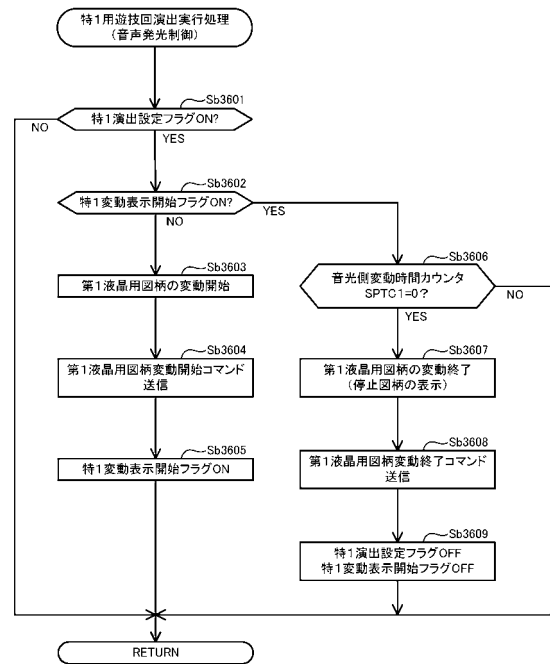 特1用遊技回演出実行処理
(音声発光制御)
Sb3601
特1演出設定フラグON?
NO
YES
Sb3602
特1変動表示開始フラグON?
YES
NO
Sb3603
第1液晶用図柄の変動開始
Sb3604
第1液晶用図柄変動開始コマンド
送信
Sb3605
特1変動表示開始フラグON
Sb3606
音光側変動時間カウンタ
SPTC1=0?
NO
YES
Sb3607
第1液晶用図柄の変動終了
(停止図柄の表示)
Sb3608
第1液晶用図柄変動終了コマンド
送信
Sb3609
特1演出設定フラグOFF
特1変動表示開始フラグOFF
RETURN